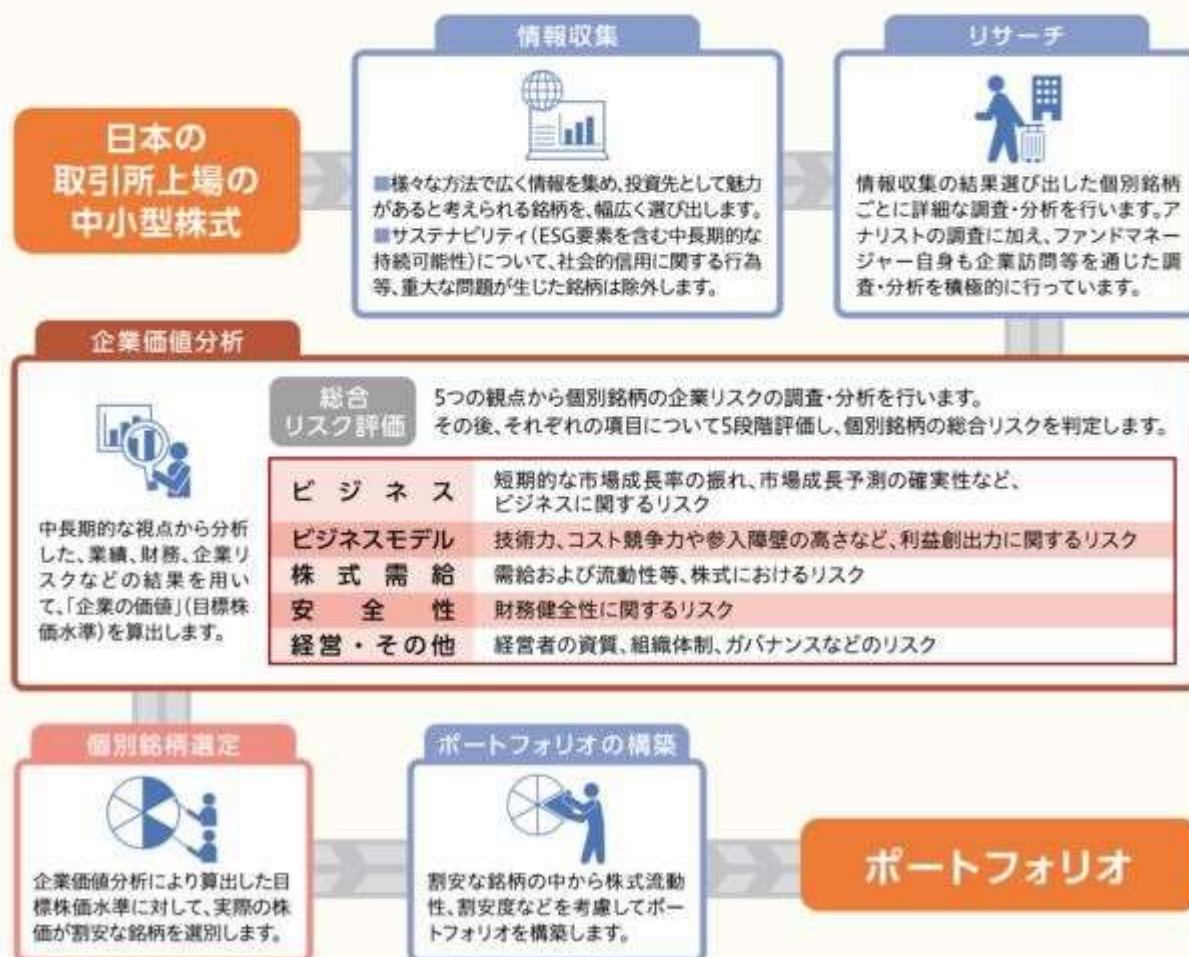 日本の
取引所上場の
中小型株式
情報収集
■様々な方法で広く情報を集め、投資先として魅力
があると考えられる銘柄を、幅広く選び出します。
■サステナビリティ(ESG要素を含む中長期的な
持続可能性)について、社会的信用に関する行為
等、重大な問題が生じた銘柄は除外します。
リサーチ
情報収集の結果選び出した個別銘柄
ごとに詳細な調査・分析を行います。ア
ナリストの調査に加え、ファンドマネー
ジャー自身も企業訪問等を通じた調
査・分析を積極的に行っています。
企業価値分析
中長期的な視点から分析
した、業績、財務、企業リ
スクなどの結果を用い
て、「企業の価値」(目標株
価水準)を算出します。
総合
リスク評価
5つの観点から個別銘柄の企業リスクの調査・分析を行います。
その後、それぞれの項目について5段階評価し、個別銘柄の総合リスクを判定します。
ビジネス
短期的な市場成長率の振れ、市場成長予測の確実性など、
ビジネスに関するリスク
ビジネスモデル 技術力、コスト競争力や参入障壁の高さなど、利益創出力に関するリスク
株式需給 需給および流動性等、株式におけるリスク
安全性 財務健全性に関するリスク
経営・その他 経営者の資質、組織体制、ガバナンスなどのリスク
個別銘柄選定
企業価値分析により算出した目
標株価水準に対して、実際の株
価が割安な銘柄を選別します。
ポートフォリオの構築
割安な銘柄の中から株式流動
性、割安度などを考慮してポー
トフォリオを構築します。
ポートフォリオ